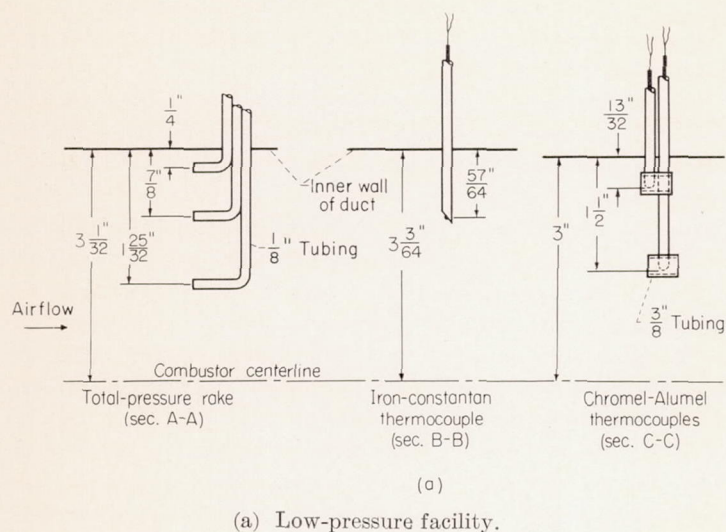 1/4"
7/8"
3 1/32"
1 25/32"
Inner wall
of duct
1/8" Tubing
Airflow
Combustor centerline
Total-pressure rake
(sec. A-A)
57"/64
3 3/64"
Iron-constantan
thermocouple
(sec. B-B)
13"/32
1 1/2"
3"
3/8" Tubing
Chromel-Alumel
thermocouples
(sec. C-C)
(a)
(a) Low-pressure facility.